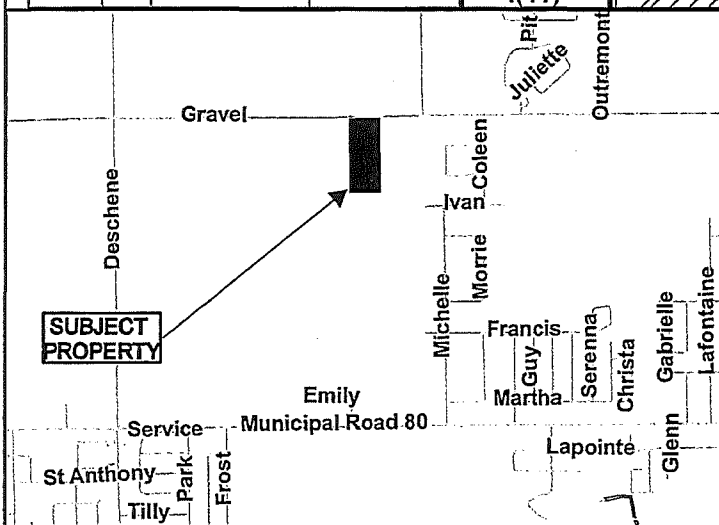 Pit
Outremont
Juliette
Gravel
Coleen
Ivan
Deschene
Morrie
Michelle
SUBJECT
PROPERTY
Francis
Guy
Serenna
Christa
Gabrielle
Lafontaine
Martha
Emily
Municipal Road 80
Service
Lapointe
Glenn
St Anthony
Park
Frost
Tilly